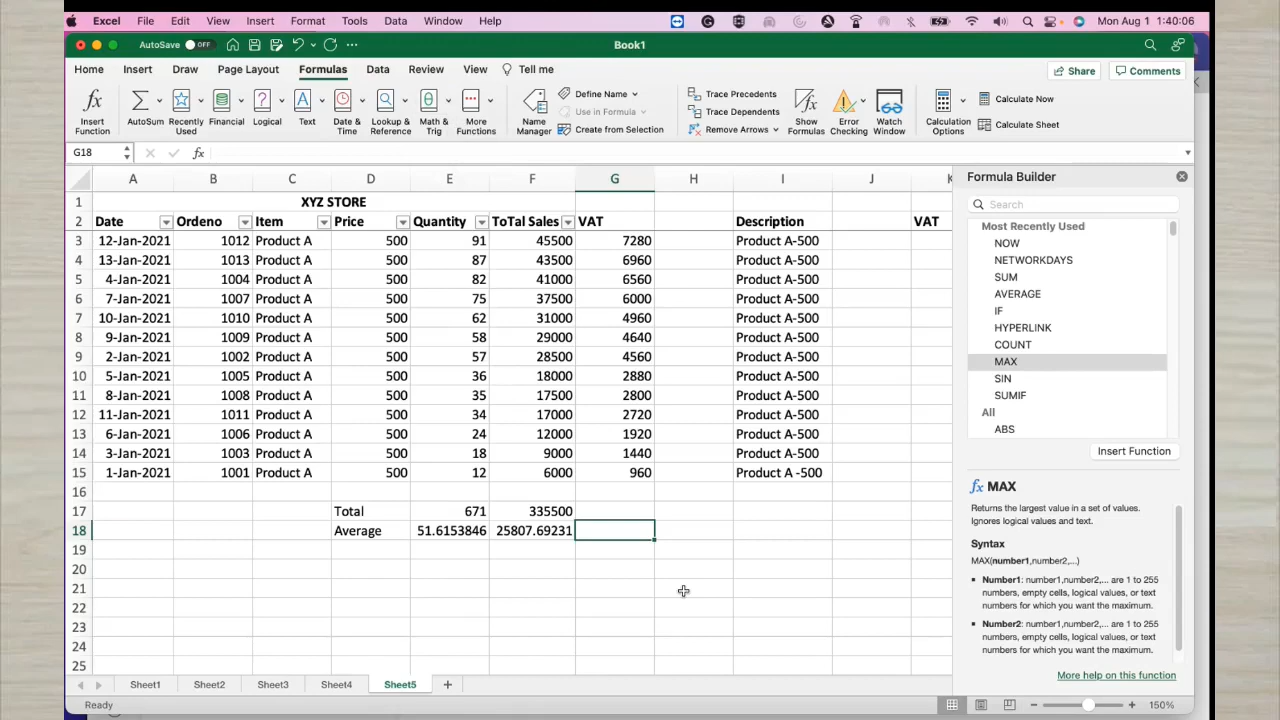 Excel File Edit View Insert Format Tools Data Window Help Mon Aug 1 1:40:06
AutoSave OFF Book1
Home Insert Draw Page Layout Formulas Data Review View Tell me Share Comments
Insert Function AutoSum Recently Used Financial Logical Text Date & Time Lookup & Reference Math & Trig More Functions Name Manager
Define Name
Use in Formula
Create from Selection
Trace Precedents
Trace Dependents
Remove Arrows
Show Formulas Error Checking Watch Window Calculation Options
Calculate Now
Calculate Sheet
G18 fx
A B C D E F G H I J K
1 XYZ STORE
2 Date Ordeno Item Price Quantity ToTal Sales VAT Description VAT
3 12-Jan-2021 1012 Product A 500 91 45500 7280 Product A-500
4 13-Jan-2021 1013 Product A 500 87 43500 6960 Product A-500
5 4-Jan-2021 1004 Product A 500 82 41000 6560 Product A-500
6 7-Jan-2021 1007 Product A 500 75 37500 6000 Product A-500
7 10-Jan-2021 1010 Product A 500 62 31000 4960 Product A-500
8 9-Jan-2021 1009 Product A 500 58 29000 4640 Product A-500
9 2-Jan-2021 1002 Product A 500 57 28500 4560 Product A-500
10 5-Jan-2021 1005 Product A 500 36 18000 2880 Product A-500
11 8-Jan-2021 1008 Product A 500 35 17500 2800 Product A-500
12 11-Jan-2021 1011 Product A 500 34 17000 2720 Product A-500
13 6-Jan-2021 1006 Product A 500 24 12000 1920 Product A-500
14 3-Jan-2021 1003 Product A 500 18 9000 1440 Product A-500
15 1-Jan-2021 1001 Product A 500 12 6000 960 Product A -500
16
17 Total 671 335500
18 Average 51.6153846 25807.69231
19
20
21
22
23
24
25
Sheet1 Sheet2 Sheet3 Sheet4 Sheet5 +
Ready 150%
Formula Builder
Search
Most Recently Used
NOW
NETWORKDAYS
SUM
AVERAGE
IF
HYPERLINK
COUNT
MAX
SIN
SUMIF
All
ABS
Insert Function
fx MAX
Returns the largest value in a set of values.
Ignores logical values and text.
Syntax
MAX(number1,number2,...)
Number1: number1,number2,... are 1 to 255
numbers, empty cells, logical values, or text
numbers for which you want the maximum.
Number2: number1,number2,... are 1 to 255
numbers, empty cells, logical values, or text
numbers for which you want the maximum.
More help on this function